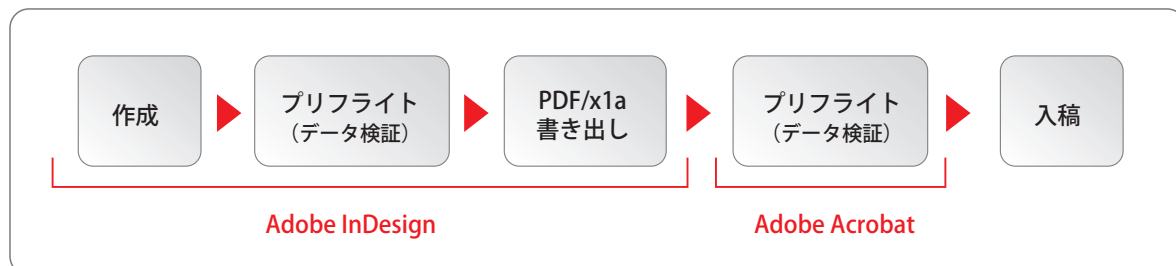 作成
プリフライト
（データ検証）
PDF/x1a
書き出し
プリフライト
（データ検証）
入稿
Adobe InDesign
Adobe Acrobat